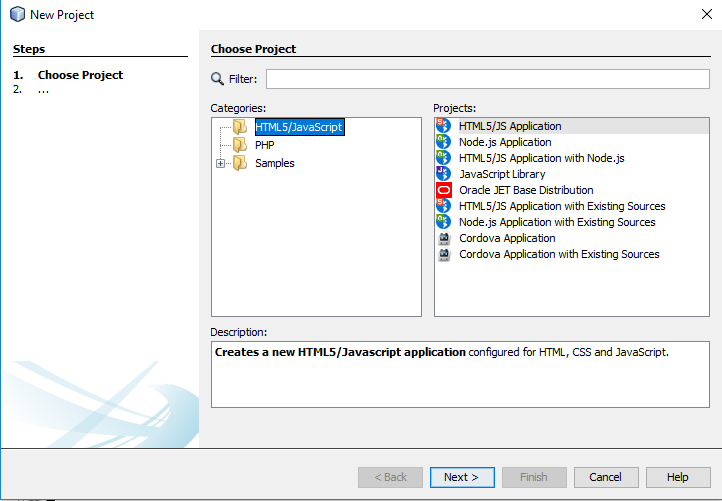 New Project
Steps
1. Choose Project
2. ...
Choose Project
Filter:
Categories:
HTML5/JavaScript
PHP
Samples
Projects:
HTML5/JS Application
Node.js Application
HTML5/JS Application with Node.js
JavaScript Library
Oracle JET Base Distribution
HTML5/JS Application with Existing Sources
Node.js Application with Existing Sources
Cordova Application
Cordova Application with Existing Sources
Description:
Creates a new HTML5/Javascript application configured for HTML, CSS and JavaScript.
< Back
Next >
Finish
Cancel
Help